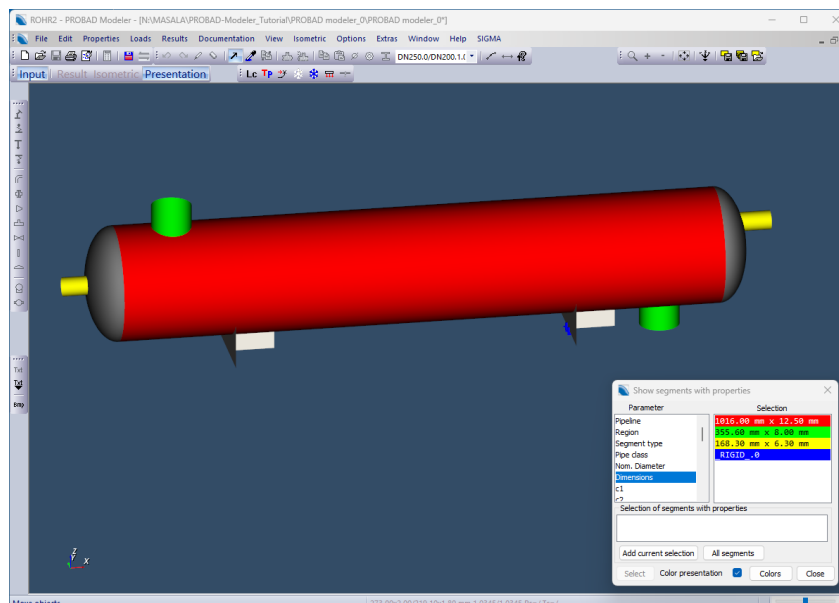 ROHR2 - PROBAD Modeler - [N:\MASALA\PROBAD-Modeler_Tutorial\PROBAD modeler_0\PROBAD modeler_0*]
File Edit Properties Loads Results Documentation View Isometric Options Extras Window Help SIGMA
DN250.0/DN200.1.(
Input Result Isometric Presentation Lc TP
T
Txt
Txt
Bmp
z
x
Show segments with properties
Parameter Selection
Pipeline
Region
Segment type
Pipe class
Nom. Diameter
Dimensions
c1
c2
1016.00 mm x 12.50 mm
355.60 mm x 8.00 mm
168.30 mm x 6.30 mm
_RIGID_.0
Selection of segments with properties
Add current selection All segments
Select Color presentation Colors Close
Move objects